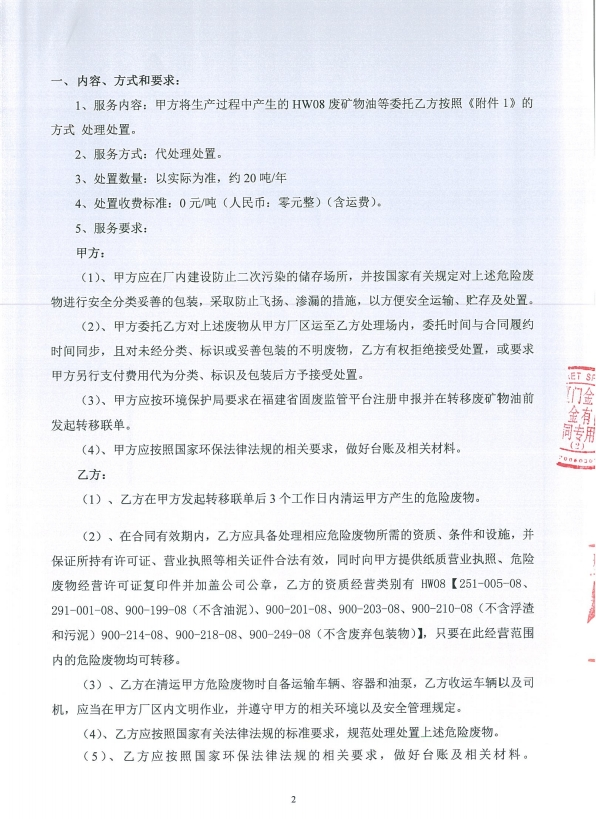 一、内容、方式和要求：
1、服务内容：甲方将生产过程中产生的 HW08 废矿物油等委托乙方按照《附件 1》的
方式 处理处置。
2、服务方式：代处理处置。
3、处置数量：以实际为准，约 20 吨/年
4、处置收费标准：0 元/吨（人民币：零元整）（含运费）。
5、服务要求：
甲方：
（1）、甲方应在厂内建设防止二次污染的储存场所，并按国家有关规定对上述危险废
物进行安全分类妥善的包装，采取防止飞扬、渗漏的措施，以方便安全运输、贮存及处置。
（2）、甲方委托乙方对上述废物从甲方厂区运至乙方处理场内，委托时间与合同履约
时间同步，且对未经分类、标识或妥善包装的不明废物，乙方有权拒绝接受处置，或要求
甲方另行支付费用代为分类、标识及包装后方予接受处置。
（3）、甲方应按环境保护局要求在福建省固废监管平台注册申报并在转移废矿物油前
发起转移联单。
（4）、甲方应按照国家环保法律法规的相关要求，做好台账及相关材料。
乙方：
（1）、乙方在甲方发起转移联单后 3 个工作日内清运甲方产生的危险废物。
（2）、在合同有效期内，乙方应具备处理相应危险废物所需的资质、条件和设施，并
保证所持有许可证、营业执照等相关证件合法有效，同时向甲方提供纸质营业执照、危险
废物经营许可证复印件并加盖公司公章，乙方的资质经营类别有 HW08【251-005-08、
291-001-08、900-199-08（不含油泥）、900-201-08、900-203-08、900-210-08（不含浮渣
和污泥）900-214-08、900-218-08、900-249-08（不含废弃包装物）】，只要在此经营范围
内的危险废物均可转移。
（3）、乙方在清运甲方危险废物时自备运输车辆、容器和油泵，乙方收运车辆以及司
机，应当在甲方厂区内文明作业，并遵守甲方的相关环境以及安全管理规定。
（4）、乙方应按照国家有关法律法规的标准要求，规范处理处置上述危险废物。
（5）、乙方应按照国家环保法律法规的相关要求，做好台账及相关材料。
2
KET SP
门金
金有
同专用
(2)